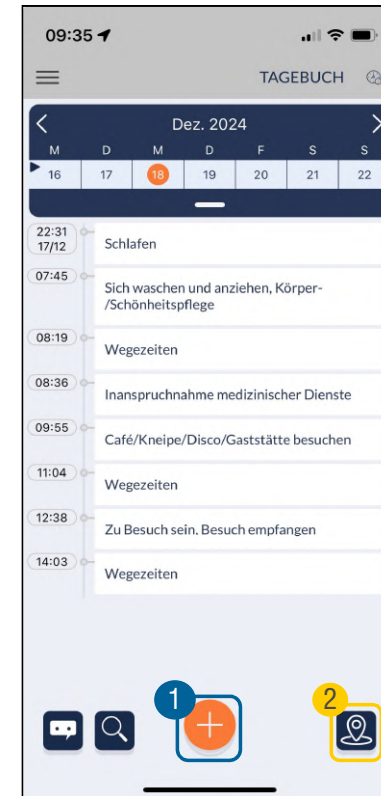 09:35
TAGEBUCH
Dez. 2024
M D M D F S S
16 17 18 19 20 21 22
22:31
17/12
Schlafen
07:45
Sich waschen und anziehen, Körper-
/Schönheitspflege
08:19
Wegezeiten
08:36
Inanspruchnahme medizinischer Dienste
09:55
Café/Kneipe/Disco/Gaststätte besuchen
11:04
Wegezeiten
12:38
Zu Besuch sein, Besuch empfangen
14:03
Wegezeiten
1
2